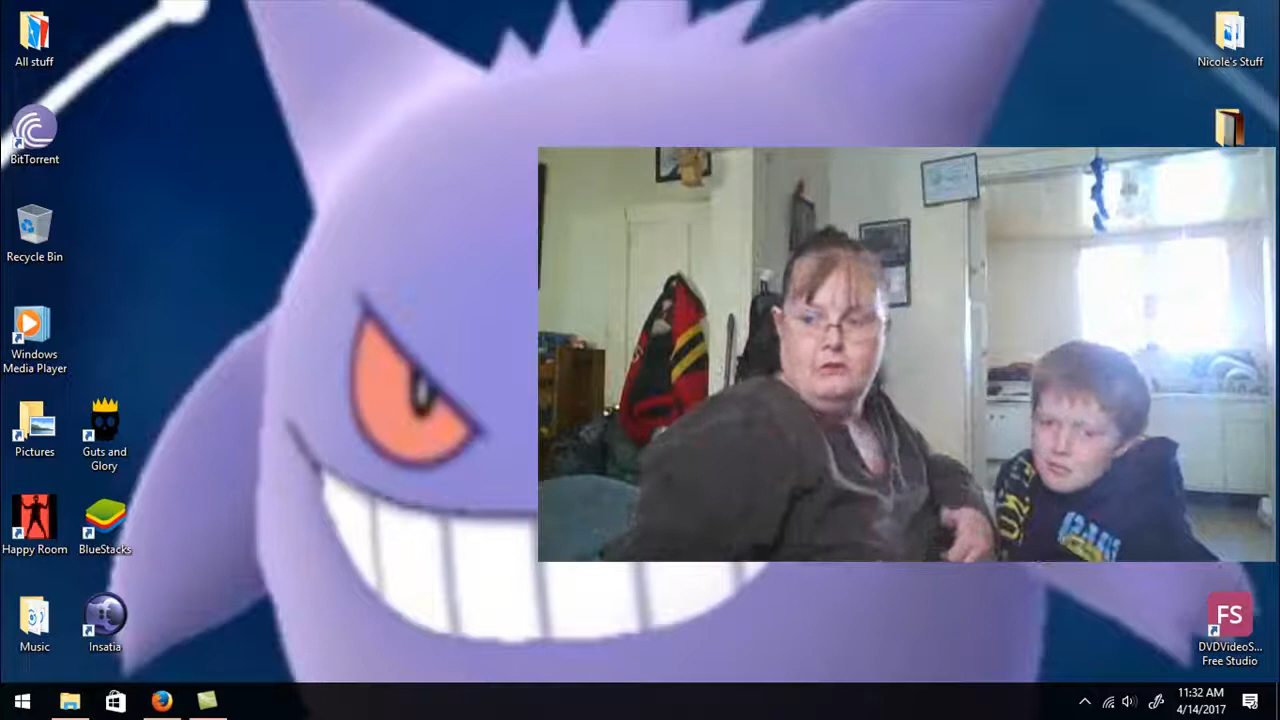 All stuff
BitTorrent
Recycle Bin
Windows
Media Player
Pictures
Guts and
Glory
Happy Room
BlueStacks
Music
Insatia
Nicole's Stuff
FS
DVDVideoS...
Free Studio
11:32 AM
4/14/2017